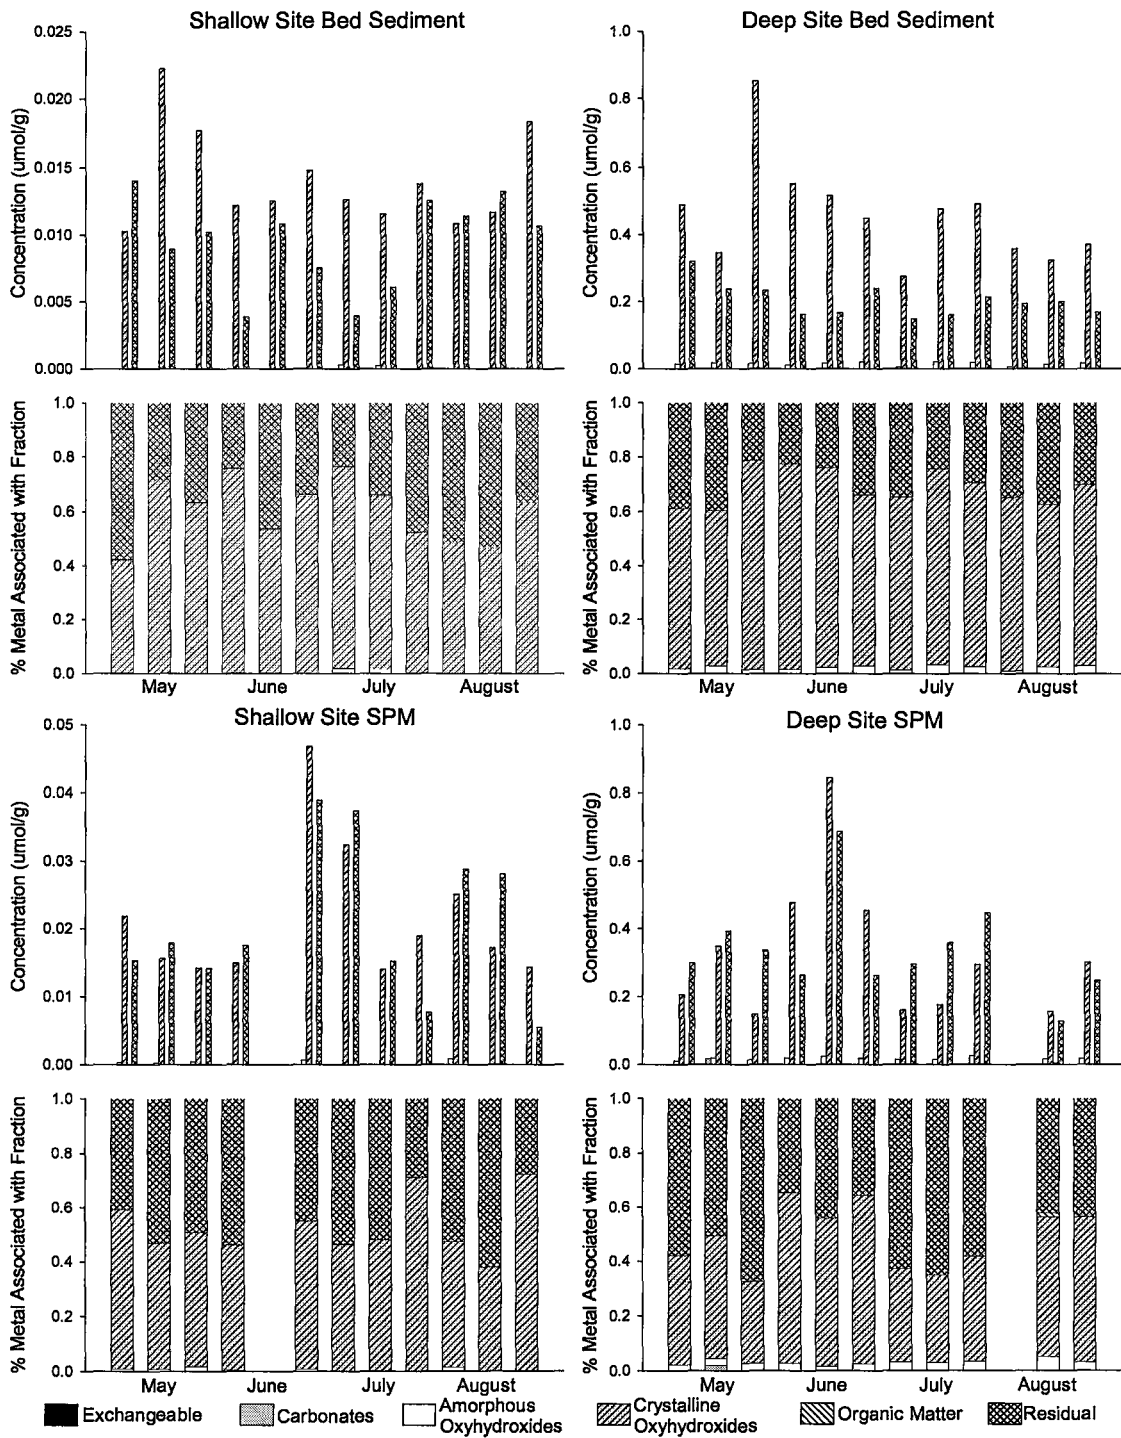 Shallow Site Bed Sediment
Concentration (umol/g)
0.025
0.020
0.015
0.010
0.005
0.000
% Metal Associated with Fraction
1.0
0.8
0.6
0.4
0.2
0.0
May June July August
Deep Site Bed Sediment
Concentration (umol/g)
1.0
0.8
0.6
0.4
0.2
0.0
% Metal Associated with Fraction
1.0
0.8
0.6
0.4
0.2
0.0
May June July August
Shallow Site SPM
Concentration (umol/g)
0.05
0.04
0.03
0.02
0.01
0.00
% Metal Associated with Fraction
1.0
0.8
0.6
0.4
0.2
0.0
May June July August
Deep Site SPM
Concentration (umol/g)
1.0
0.8
0.6
0.4
0.2
0.0
% Metal Associated with Fraction
1.0
0.8
0.6
0.4
0.2
0.0
May June July August
Exchangeable
Carbonates
Amorphous
Oxyhydroxides
Crystalline
Oxyhydroxides
Organic Matter
Residual